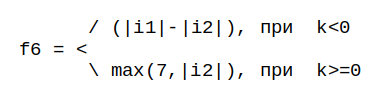 / (|i1|-|i2|), при k<0
f6 = <
\ max(7,|i2|), при k>=0